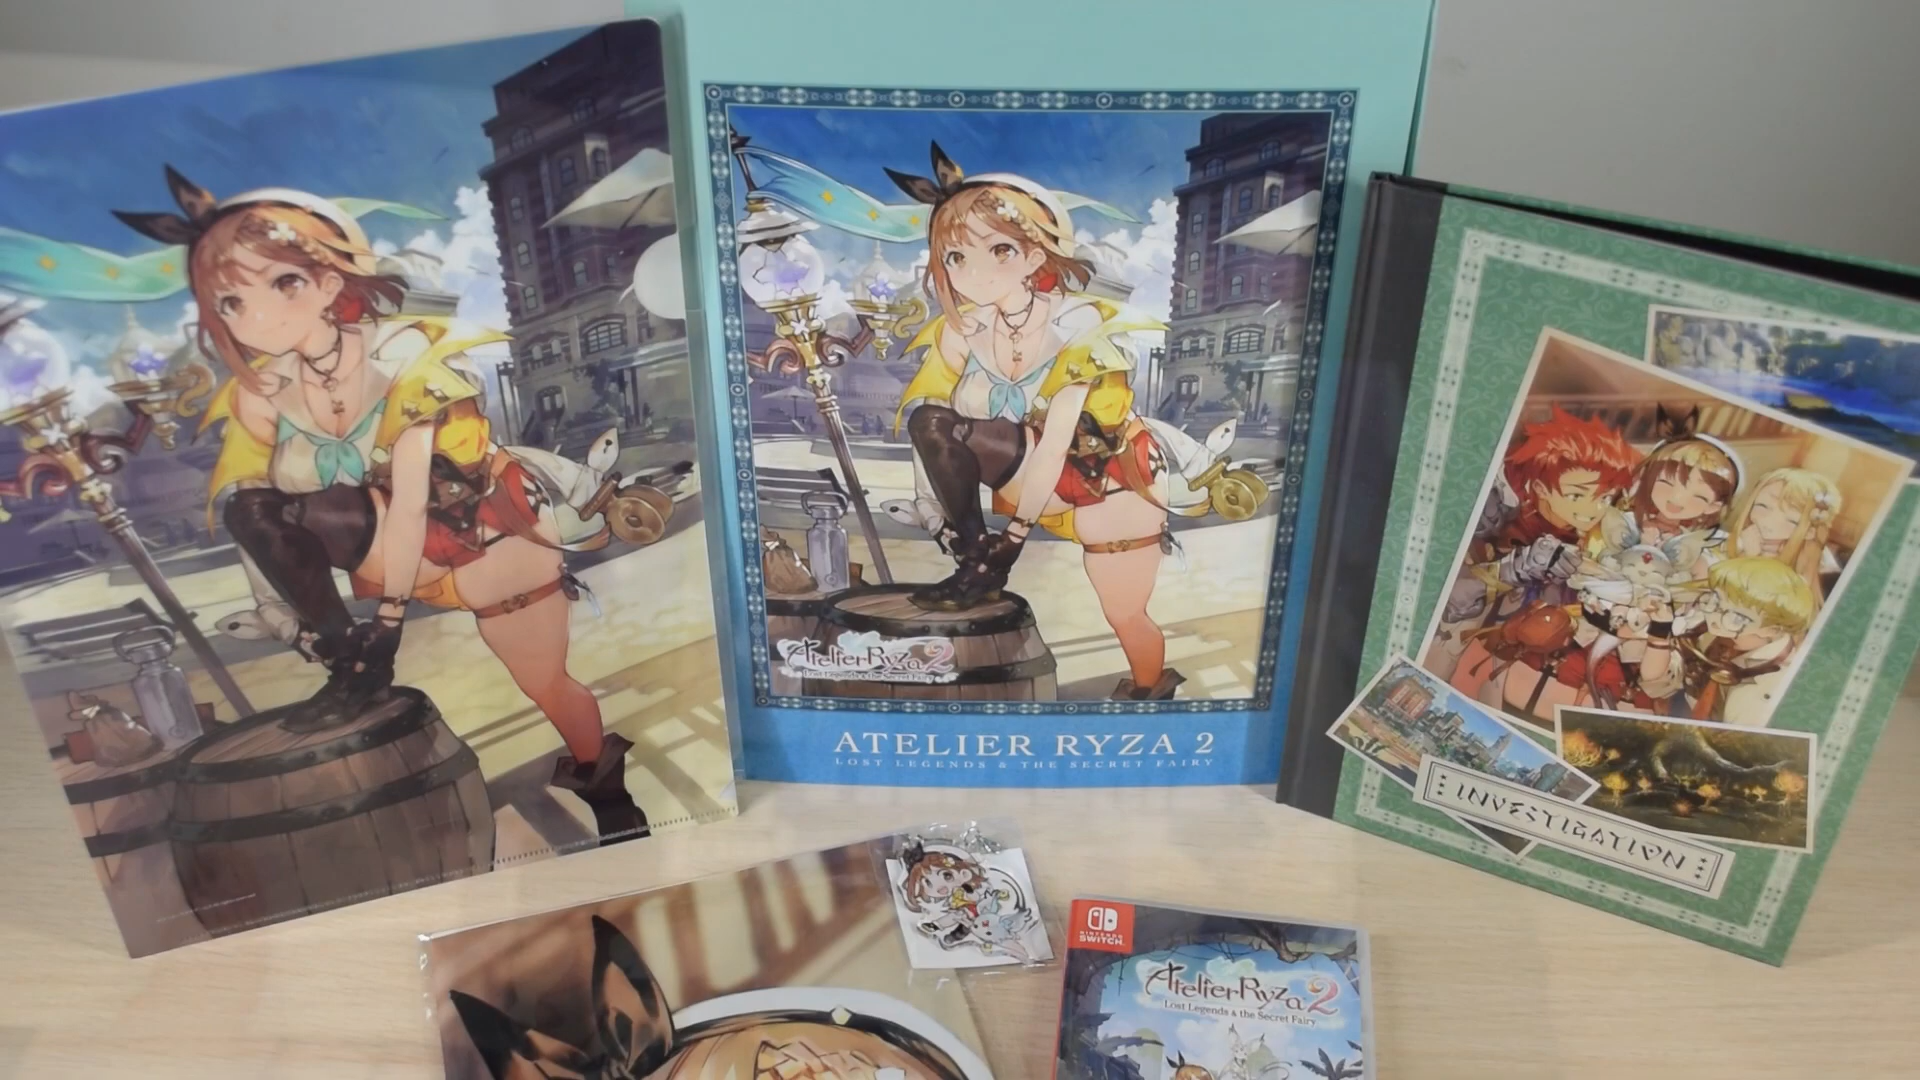 Atelier Ryza 2
Lost Legends & the Secret Fairy
ATELIER RYZA 2
LOST LEGENDS & THE SECRET FAIRY
INVESTIGATION
NINTENDO
SWITCH
Atelier Ryza 2
Lost Legends & the Secret Fairy